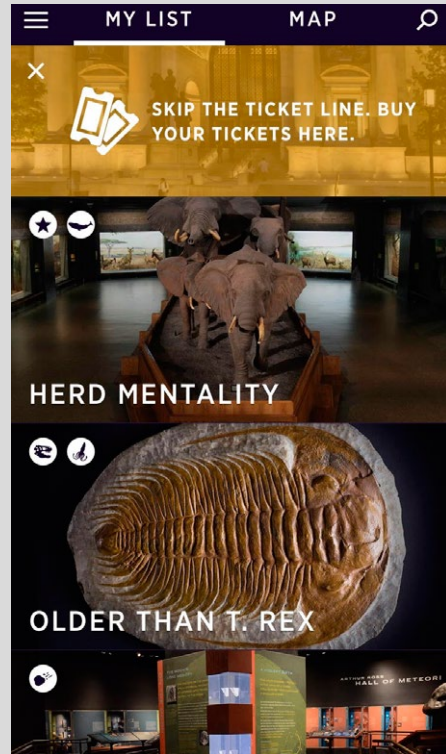 MY LIST
MAP
SKIP THE TICKET LINE. BUY
YOUR TICKETS HERE.
HERD MENTALITY
OLDER THAN T. REX
ARTHUR ROSS
HALL OF METEORI